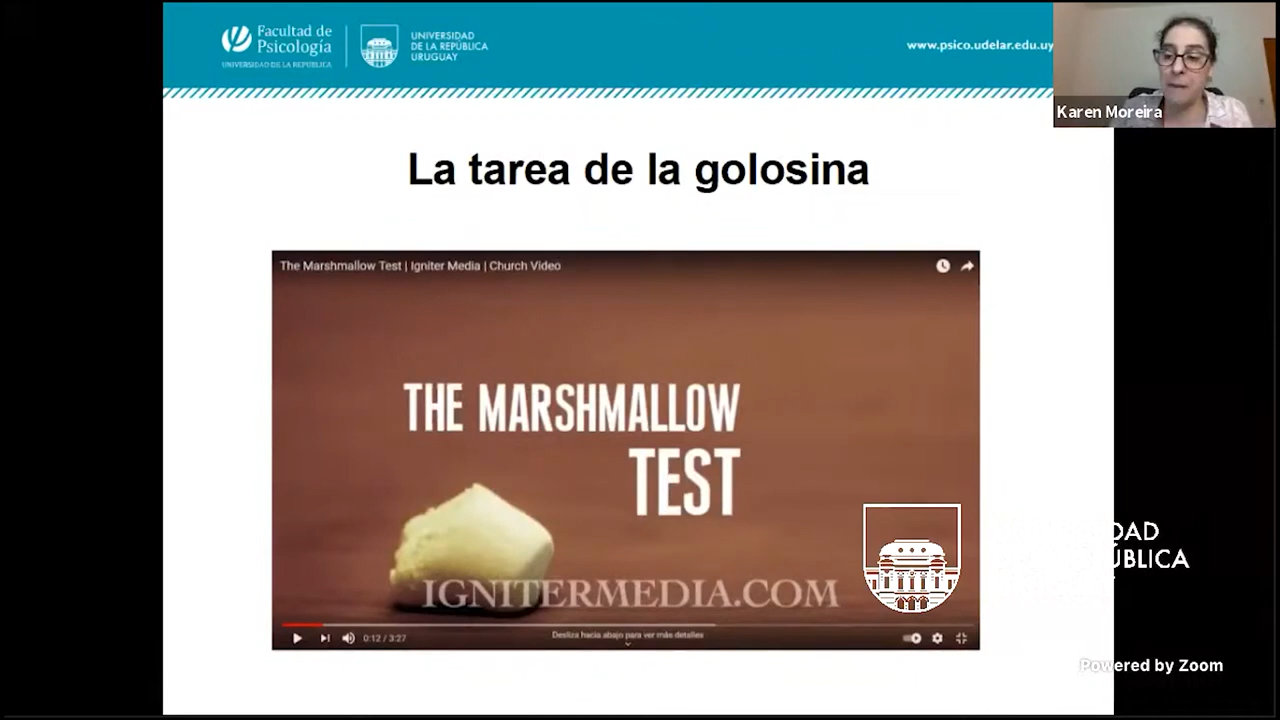 Facultad de
Psicología
UNIVERSIDAD DE LA REPÚBLICA
UNIVERSIDAD
DE LA REPÚBLICA
URUGUAY
www.psico.udelar.edu.uy
Karen Moreira
La tarea de la golosina
The Marshmallow Test | Igniter Media | Church Video
THE MARSHMALLOW
TEST
IGNITERMEDIA.COM
DAD
ÚBLICA
0:12 / 3:27
Desliza hacia abajo para ver más detalles
Powered by Zoom